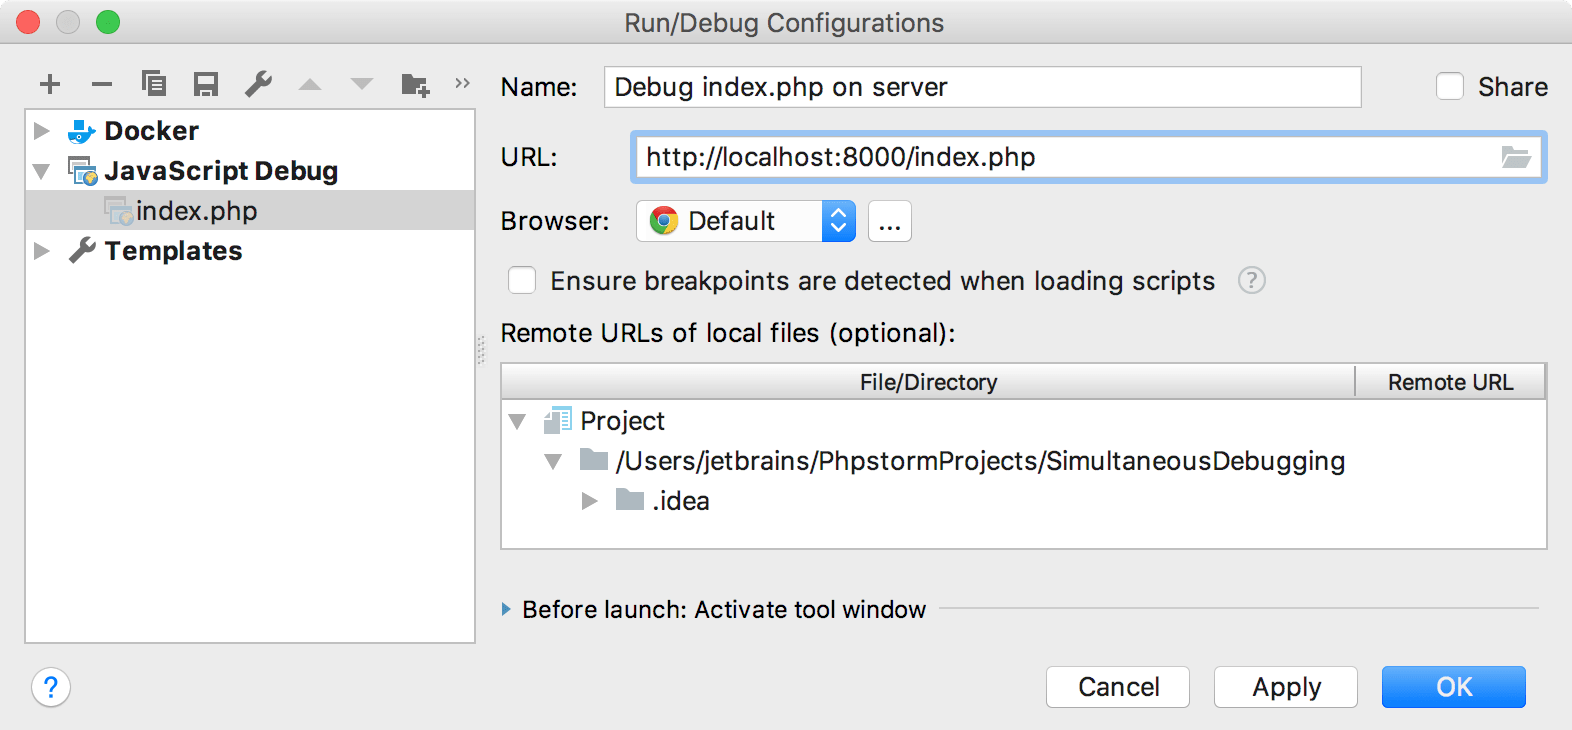 Run/Debug Configurations
Docker
JavaScript Debug
index.php
Templates
Name: Debug index.php on server Share
URL: http://localhost:8000/index.php
Browser: Default ...
Ensure breakpoints are detected when loading scripts ?
Remote URLs of local files (optional):
File/Directory Remote URL
Project
/Users/jetbrains/PhpstormProjects/SimultaneousDebugging
.idea
Before launch: Activate tool window
? Cancel Apply OK